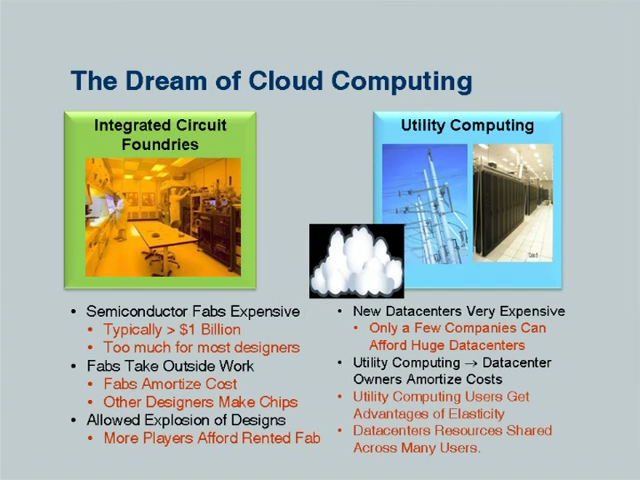 The Dream of Cloud Computing
Integrated Circuit
Foundries
Utility Computing
• Semiconductor Fabs Expensive
• Typically > $1 Billion
• Too much for most designers
• Fabs Take Outside Work
• Fabs Amortize Cost
• Other Designers Make Chips
• Allowed Explosion of Designs
• More Players Afford Rented Fab
• New Datacenters Very Expensive
• Only a Few Companies Can
Afford Huge Datacenters
• Utility Computing → Datacenter
Owners Amortize Costs
• Utility Computing Users Get
Advantages of Elasticity
• Datacenters Resources Shared
Across Many Users.